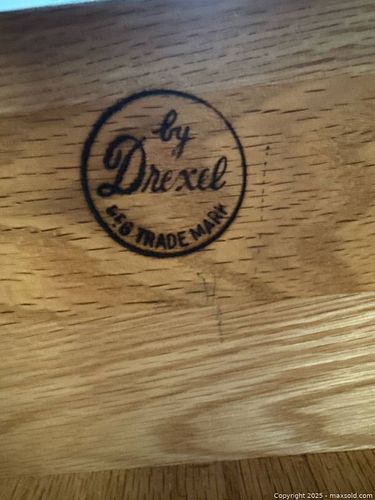 by
Drexel
REG TRADE MARK
Copyright 2025 - maxsold.com